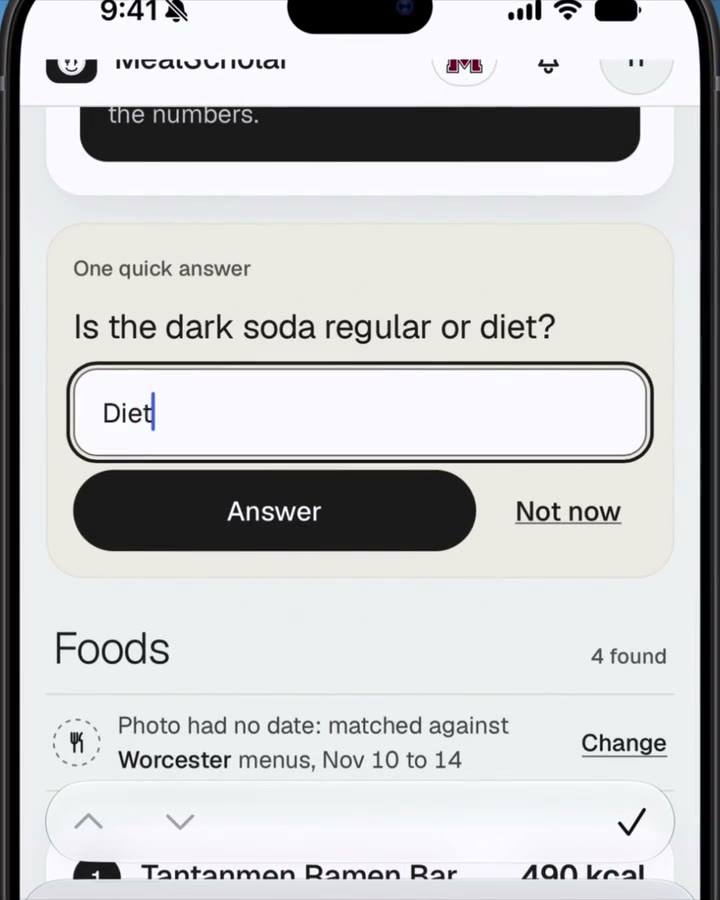 9:41
MealScholar
M
the numbers.
One quick answer
Is the dark soda regular or diet?
Diet
Answer
Not now
Foods
4 found
Photo had no date: matched against
Worcester menus, Nov 10 to 14
Change
1
Tantanmen Ramen Bar
490 kcal